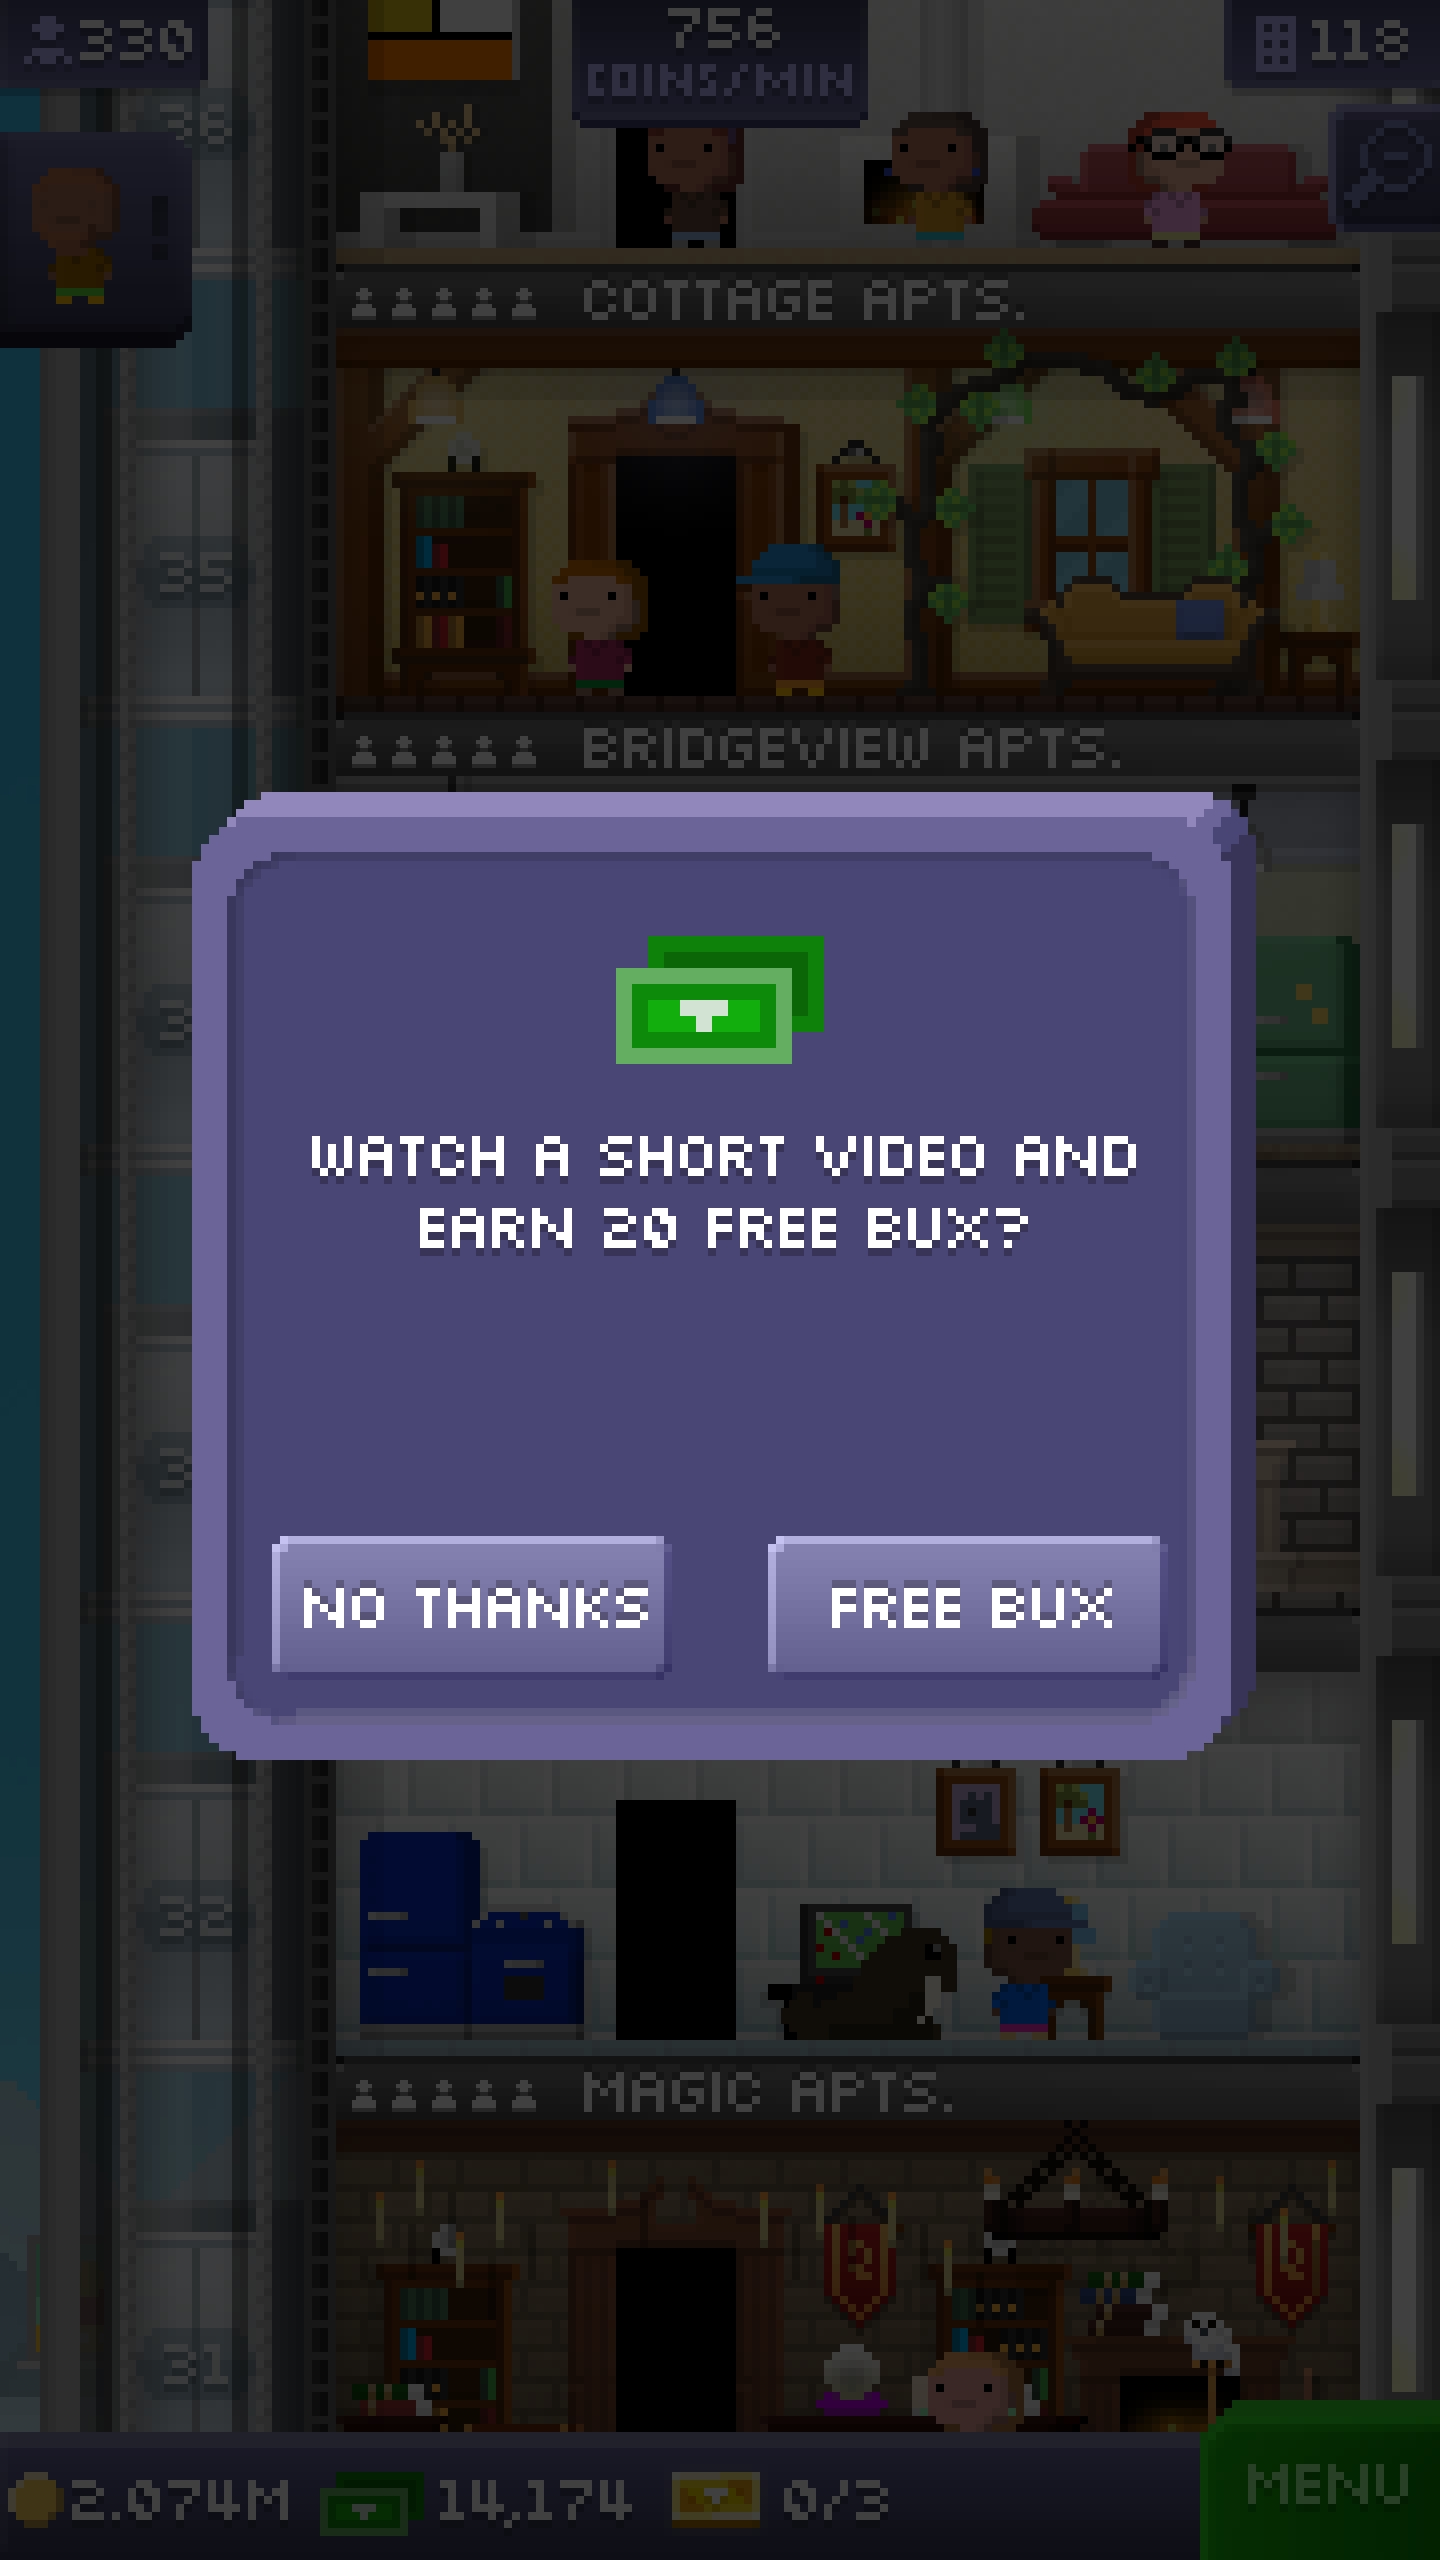 330
756
COINS/MIN
118
38
COTTAGE APTS.
35
BRIDGEVIEW APTS.
WATCH A SHORT VIDEO AND
EARN 20 FREE BUX?
NO THANKS
FREE BUX
32
MAGIC APTS.
31
2.074M
14,174
0/3
MENU